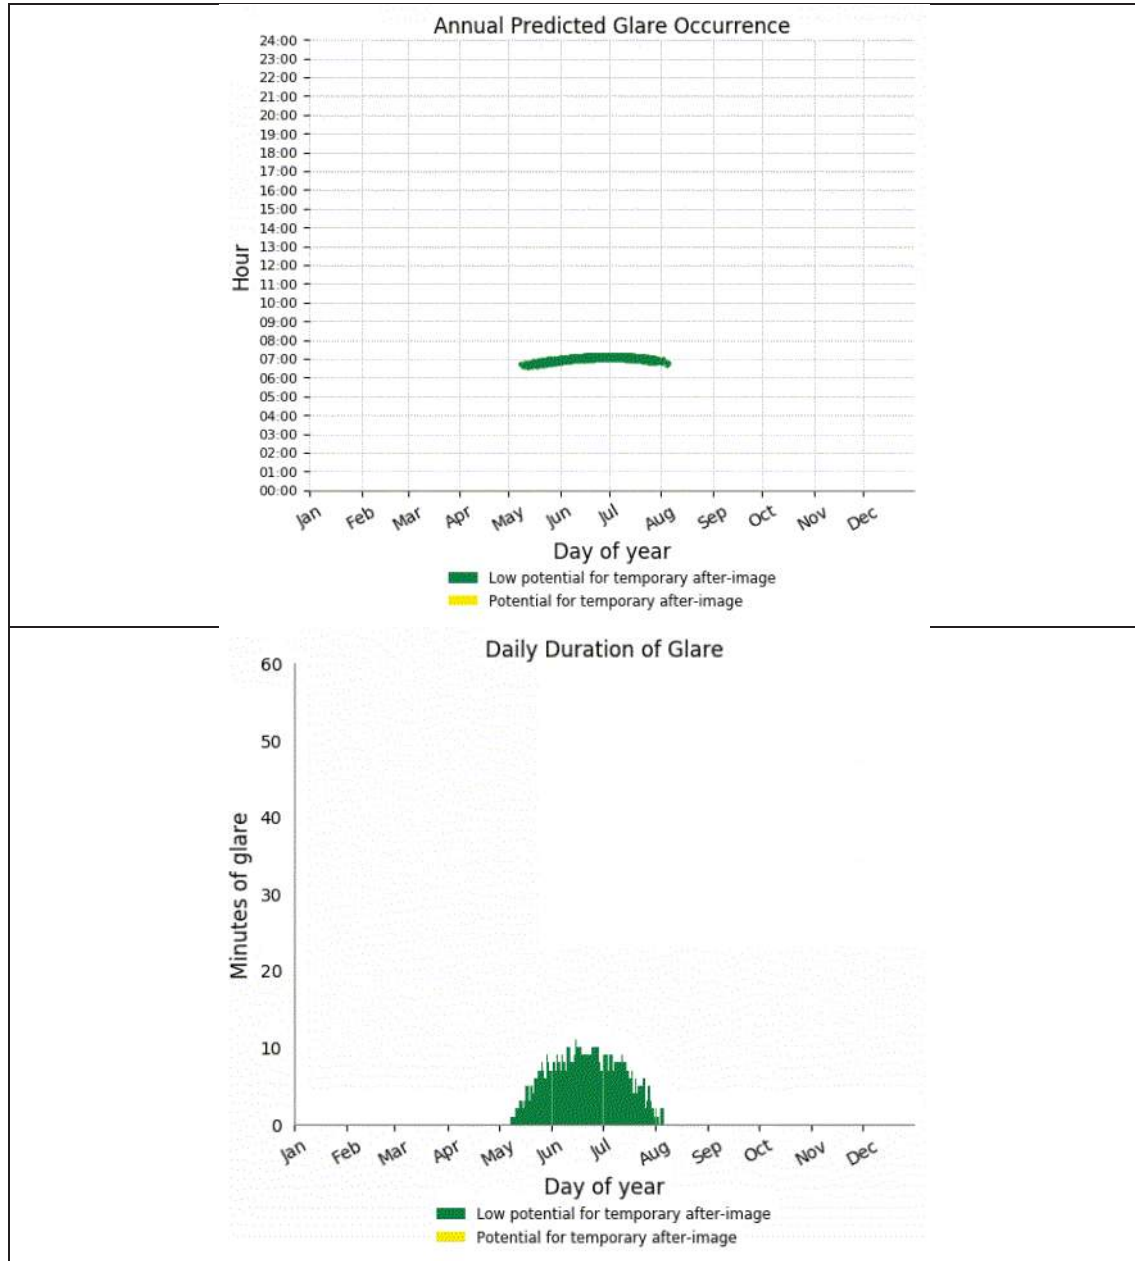 Annual Predicted Glare Occurrence
24:00
23:00
22:00
21:00
20:00
19:00
18:00
17:00
16:00
15:00
14:00
13:00
12:00
11:00
10:00
09:00
08:00
07:00
06:00
05:00
04:00
03:00
02:00
01:00
00:00
Hour
Jan Feb Mar Apr May Jun Jul Aug Sep Oct Nov Dec
Day of year
Low potential for temporary after-image
Potential for temporary after-image
Daily Duration of Glare
60
50
40
30
20
10
0
Minutes of glare
Jan Feb Mar Apr May Jun Jul Aug Sep Oct Nov Dec
Day of year
Low potential for temporary after-image
Potential for temporary after-image